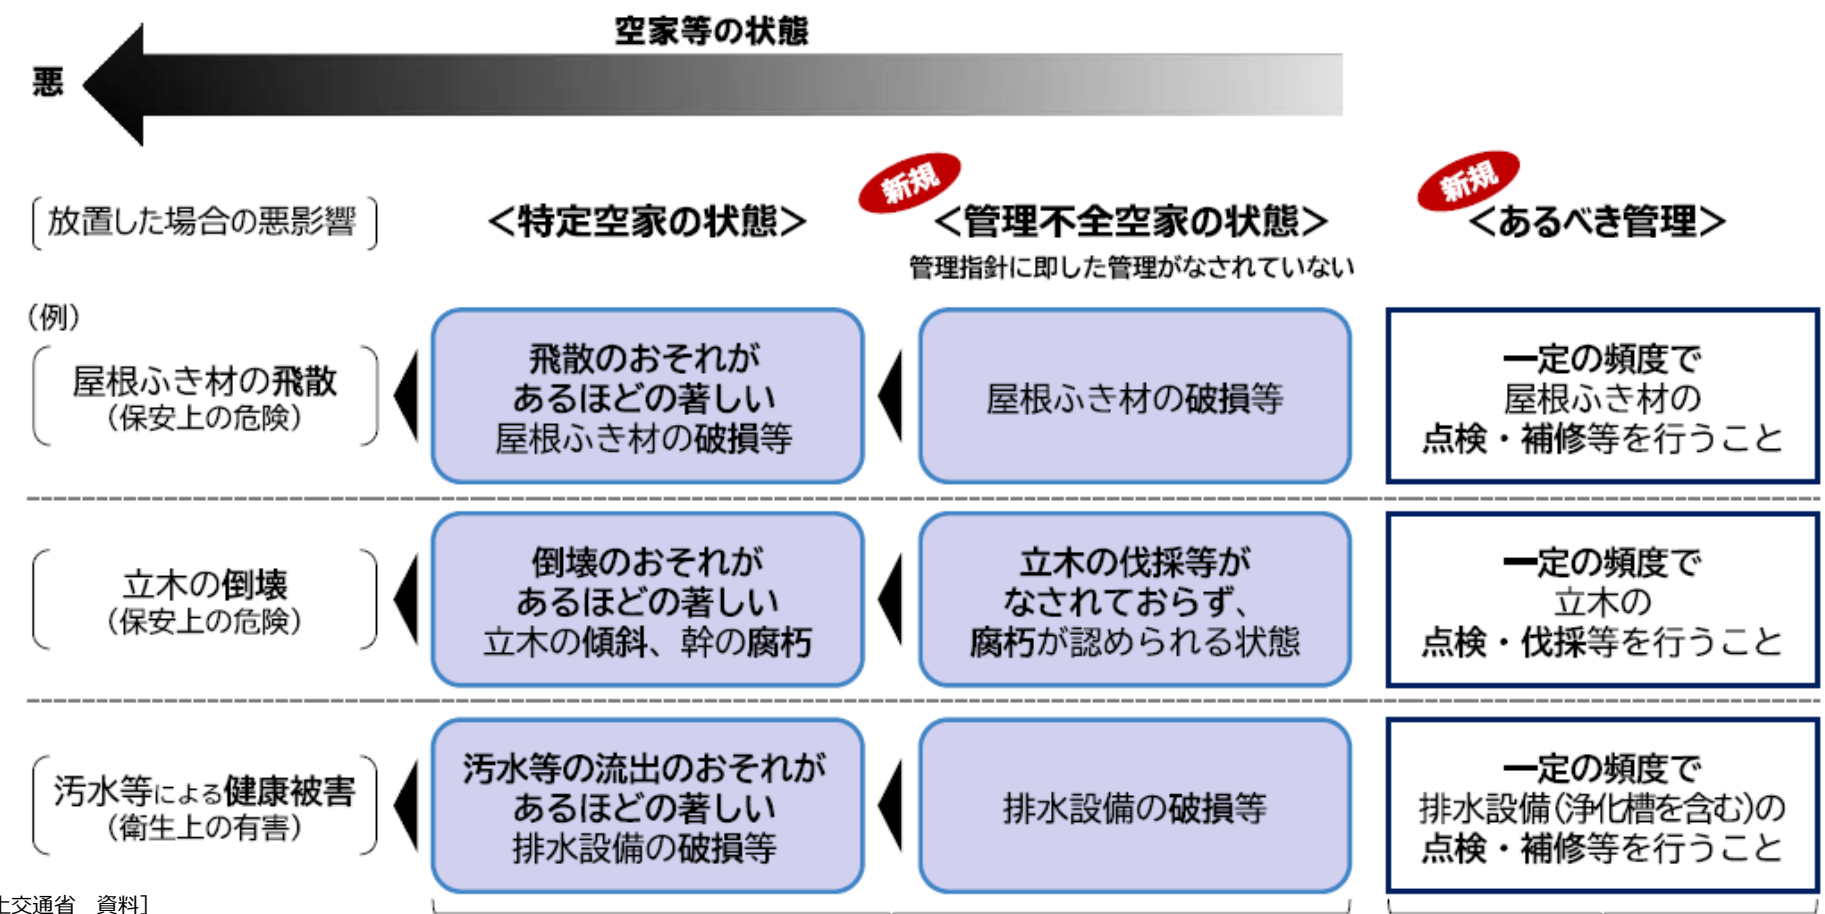 空家等の状態
悪
放置した場合の悪影響
<特定空家の状態>
新規
<管理不全空家の状態>
管理指針に即した管理がなされていない
新規
<あるべき管理>
(例)
屋根ふき材の飛散
(保安上の危険)
飛散のおそれが
あるほどの著しい
屋根ふき材の破損等
屋根ふき材の破損等
一定の頻度で
屋根ふき材の
点検・補修等を行うこと
立木の倒壊
(保安上の危険)
倒壊のおそれが
あるほどの著しい
立木の傾斜、幹の腐朽
立木の伐採等が
なされておらず、
腐朽が認められる状態
一定の頻度で
立木の
点検・伐採等を行うこと
汚水等による健康被害
(衛生上の有害)
汚水等の流出のおそれが
あるほどの著しい
排水設備の破損等
排水設備の破損等
一定の頻度で
排水設備(浄化槽を含む)の
点検・補修等を行うこと
土交通省 資料]